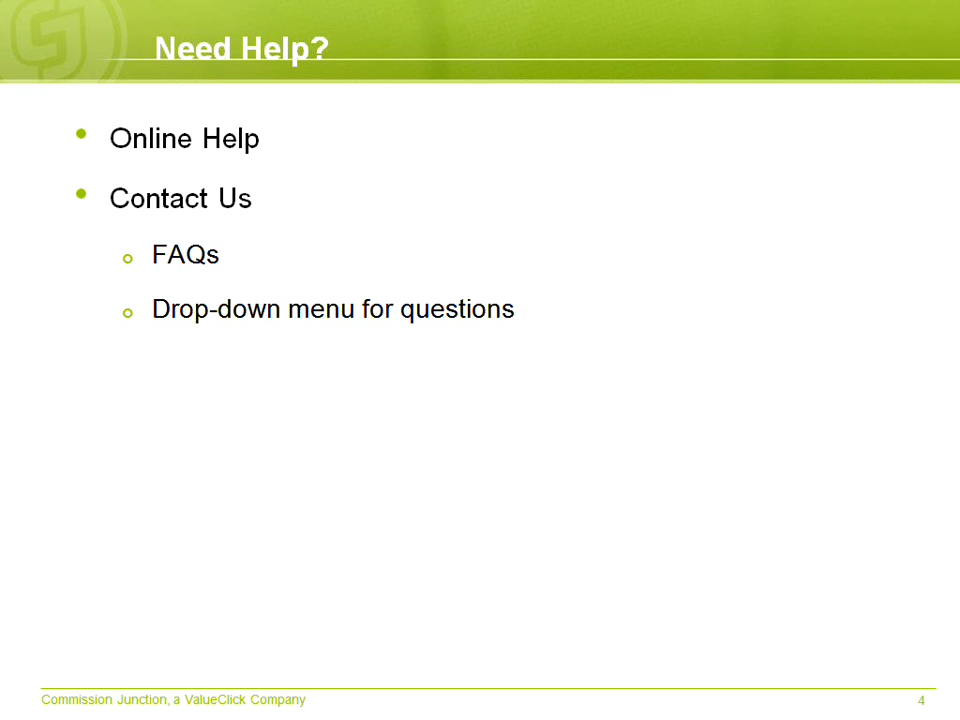 Need Help?
• Online Help
• Contact Us
FAQs
Drop-down menu for questions
Commission Junction, a ValueClick Company
4